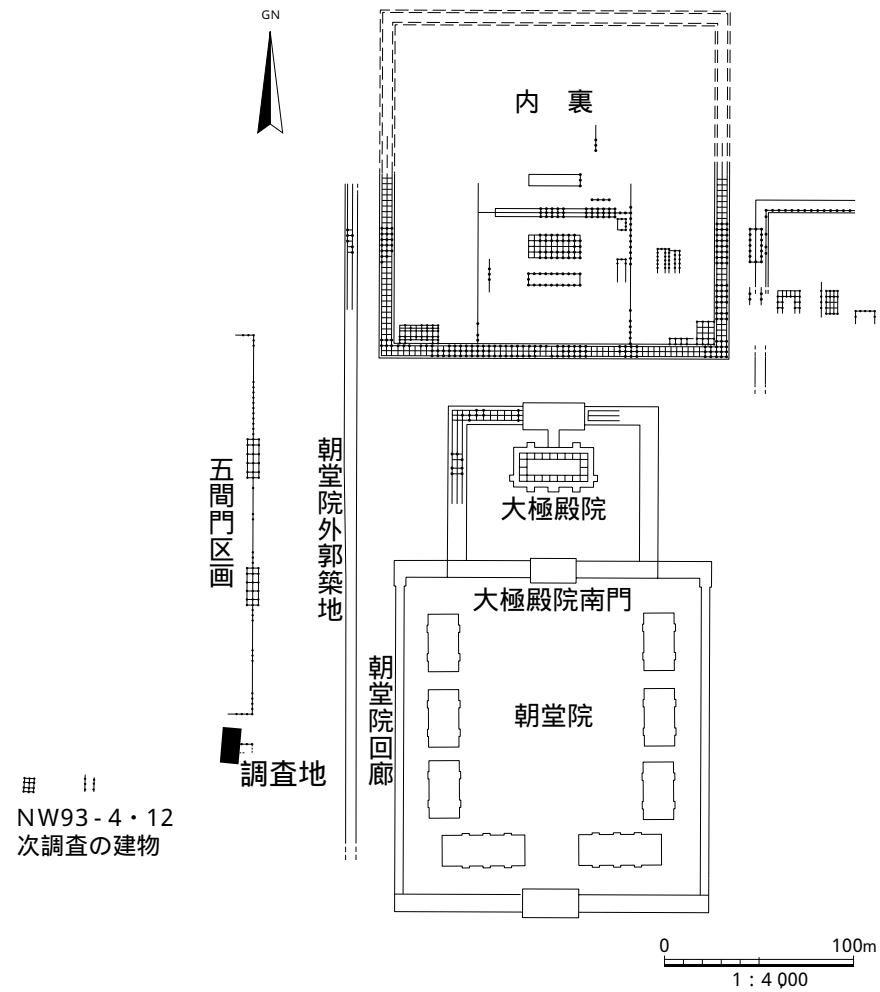 GN
内　裏
五間門区画
朝堂院外郭築地
大極殿院
大極殿院南門
朝堂院回廊
朝堂院
調査地
NW93-4・12
次調査の建物
0 100m
1：4,000